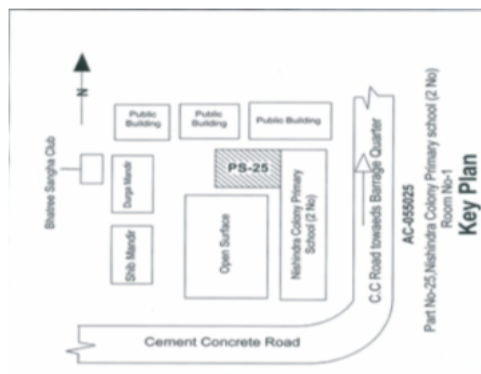 N
Bhatree Sangha Club
Public
Building
Public
Building
Public Building
Durga Mandir
Shib Mandir
PS-25
Open Surface
Nishindra Colony Primary
School (2 No)
Cement Concrete Road
C.C Road towaeds Barrage Quarter
AC-055025
Part No-25,Nishindra Colony Primary school (2 No)
Room No-1
Key Plan